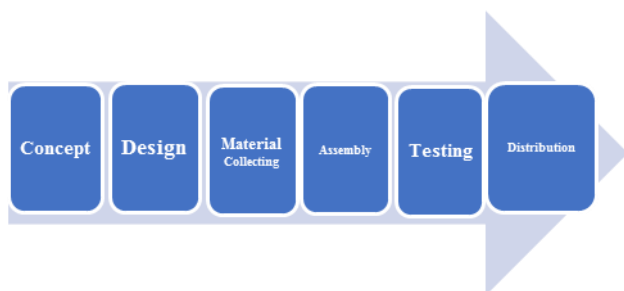 Concept
Design
Material
Collecting
Assembly
Testing
Distribution